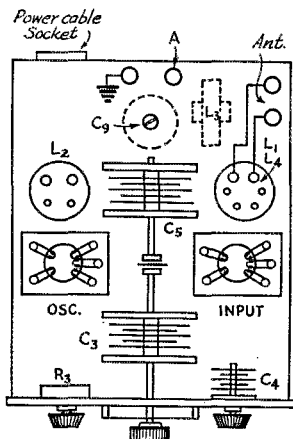 Power cable
Socket
A
Ant.
C9
L3
L2
L1
L4
C5
OSC.
INPUT
C3
R3
C4